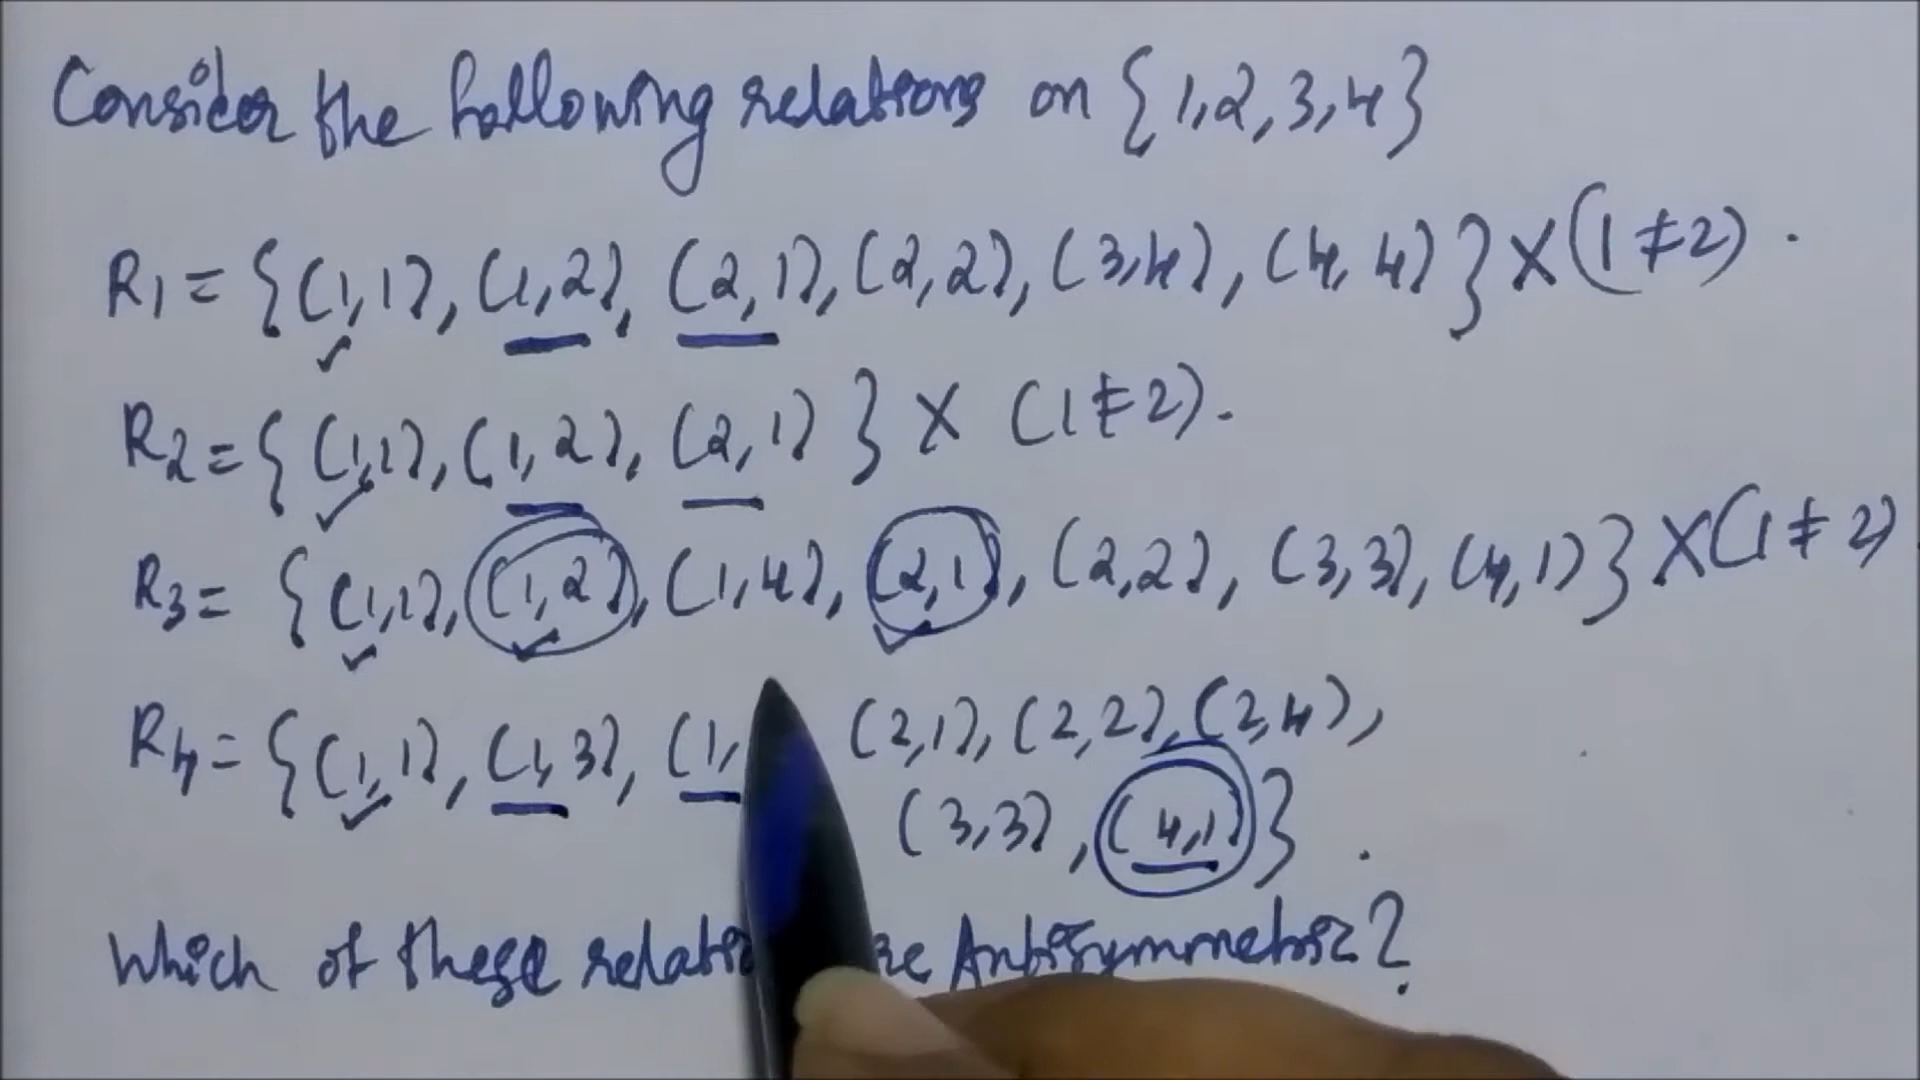 Consider the following relations on {1,2,3,4}
R1 = {(1,1), (1,2), (2,1), (2,2), (3,4), (4,4)} X (1≠2).
R2 = {(1,1), (1,2), (2,1)} X (1≠2).
R3 = {(1,1), (1,2), (1,4), (2,1), (2,2), (3,3), (4,1)} X (1≠2)
R4 = {(1,1), (1,3), (1, (2,1), (2,2), (2,4),
(3,3), (4,1)}.
Which of these Antisymmetric?